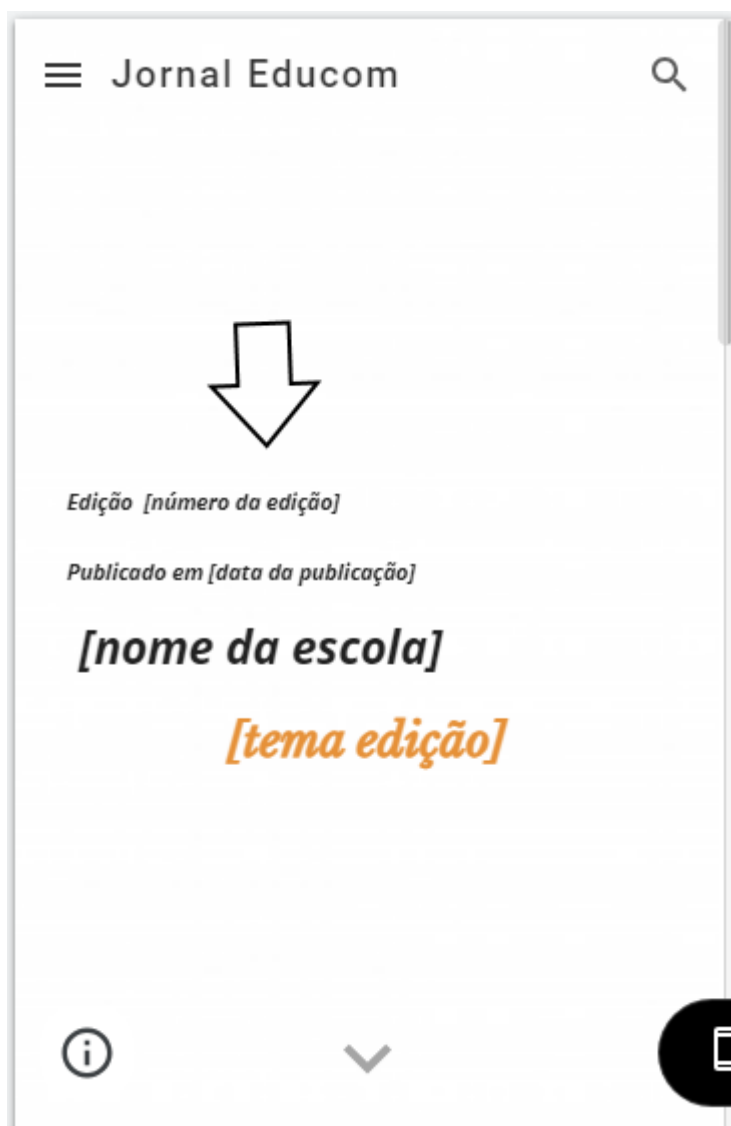 Jornal Educom
Edição [número da edição]
Publicado em [data da publicação]
[nome da escola]
[tema edição]